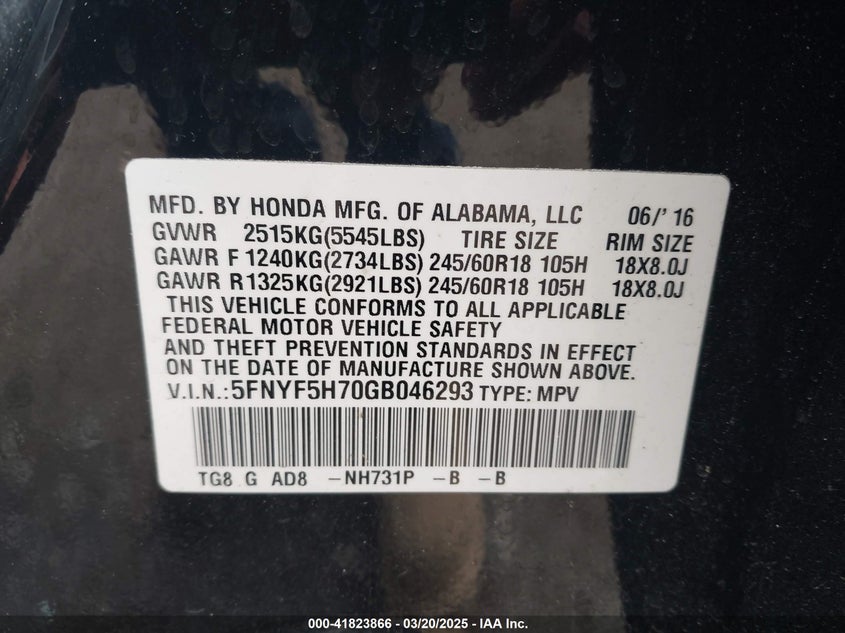 MFD. BY HONDA MFG. OF ALABAMA, LLC 06/' 16
GVWR 2515KG(5545LBS) TIRE SIZE RIM SIZE
GAWR F 1240KG(2734LBS) 245/60R18 105H 18X8.0J
GAWR R1325KG(2921LBS) 245/60R18 105H 18X8.0J
THIS VEHICLE CONFORMS TO ALL APPLICABLE
FEDERAL MOTOR VEHICLE SAFETY
AND THEFT PREVENTION STANDARDS IN EFFECT
ON THE DATE OF MANUFACTURE SHOWN ABOVE.
V.I.N.:5FNYF5H70GB046293 TYPE: MPV
TG8 G AD8 -NH731P -B -B
000-41823866 - 03/20/2025 - IAA Inc.